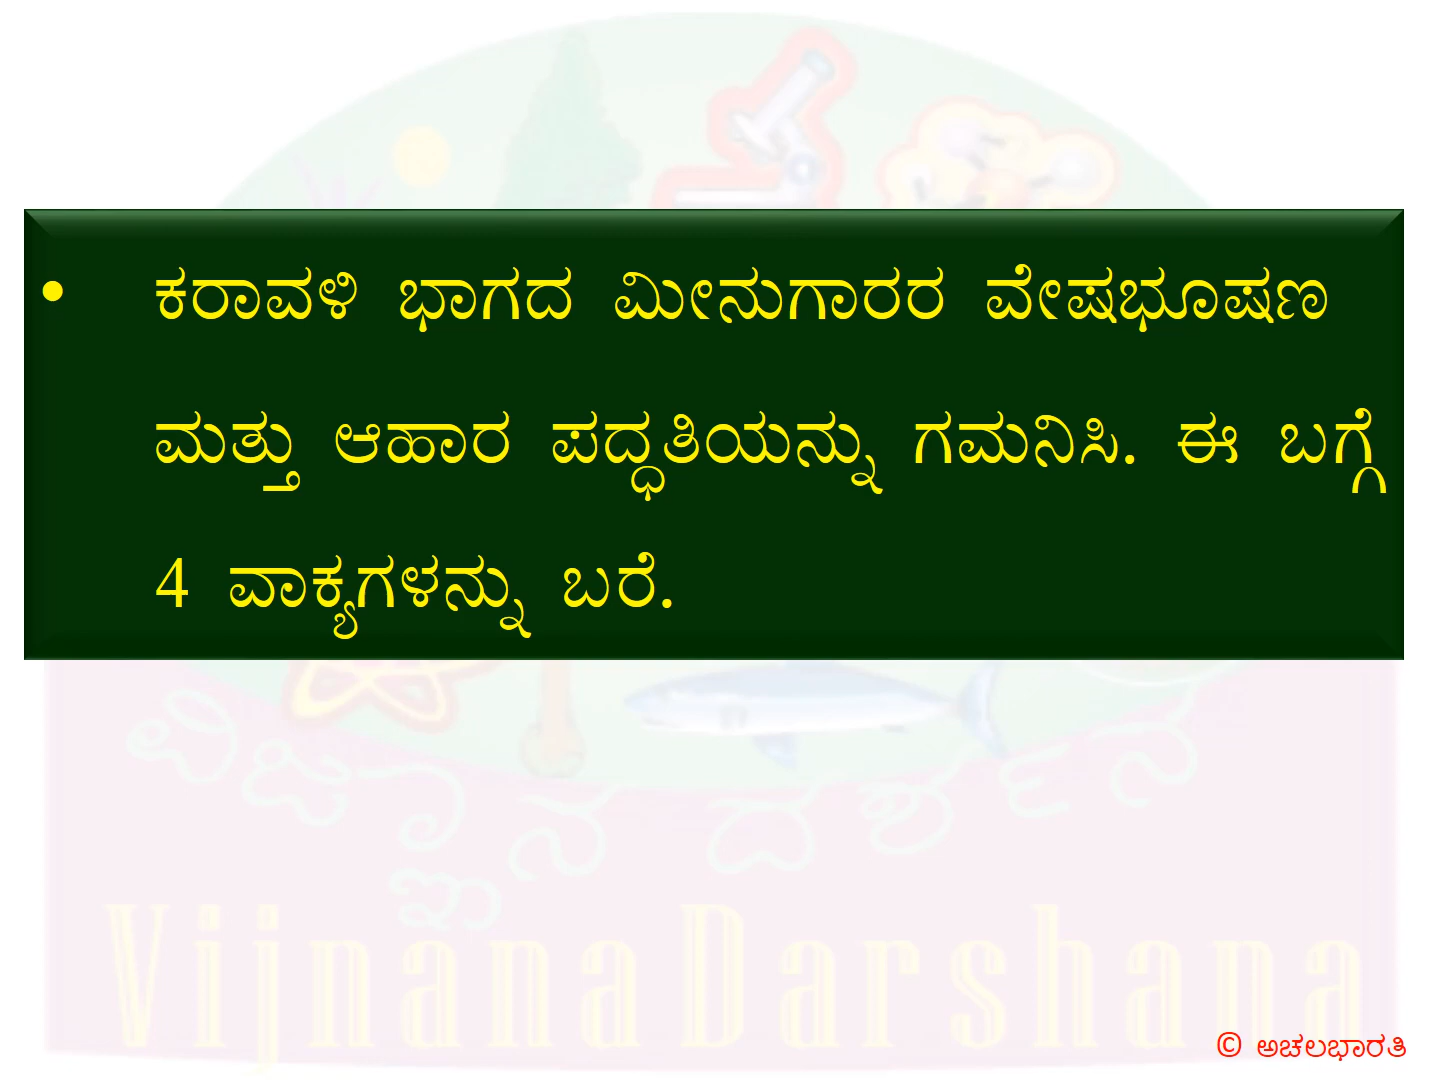 • ಕರಾವಳಿ ಭಾಗದ ಮೀನುಗಾರರ ವೇಷಭೂಷಣ
ಮತ್ತು ಆಹಾರ ಪದ್ಧತಿಯನ್ನು ಗಮನಿಸಿ. ಈ ಬಗ್ಗೆ
4 ವಾಕ್ಯಗಳನ್ನು ಬರೆ.
ವಿಜ್ಞಾನ ದರ್ಶನ
Vijnana Darshana
© ಅಚಲಭಾರತಿ